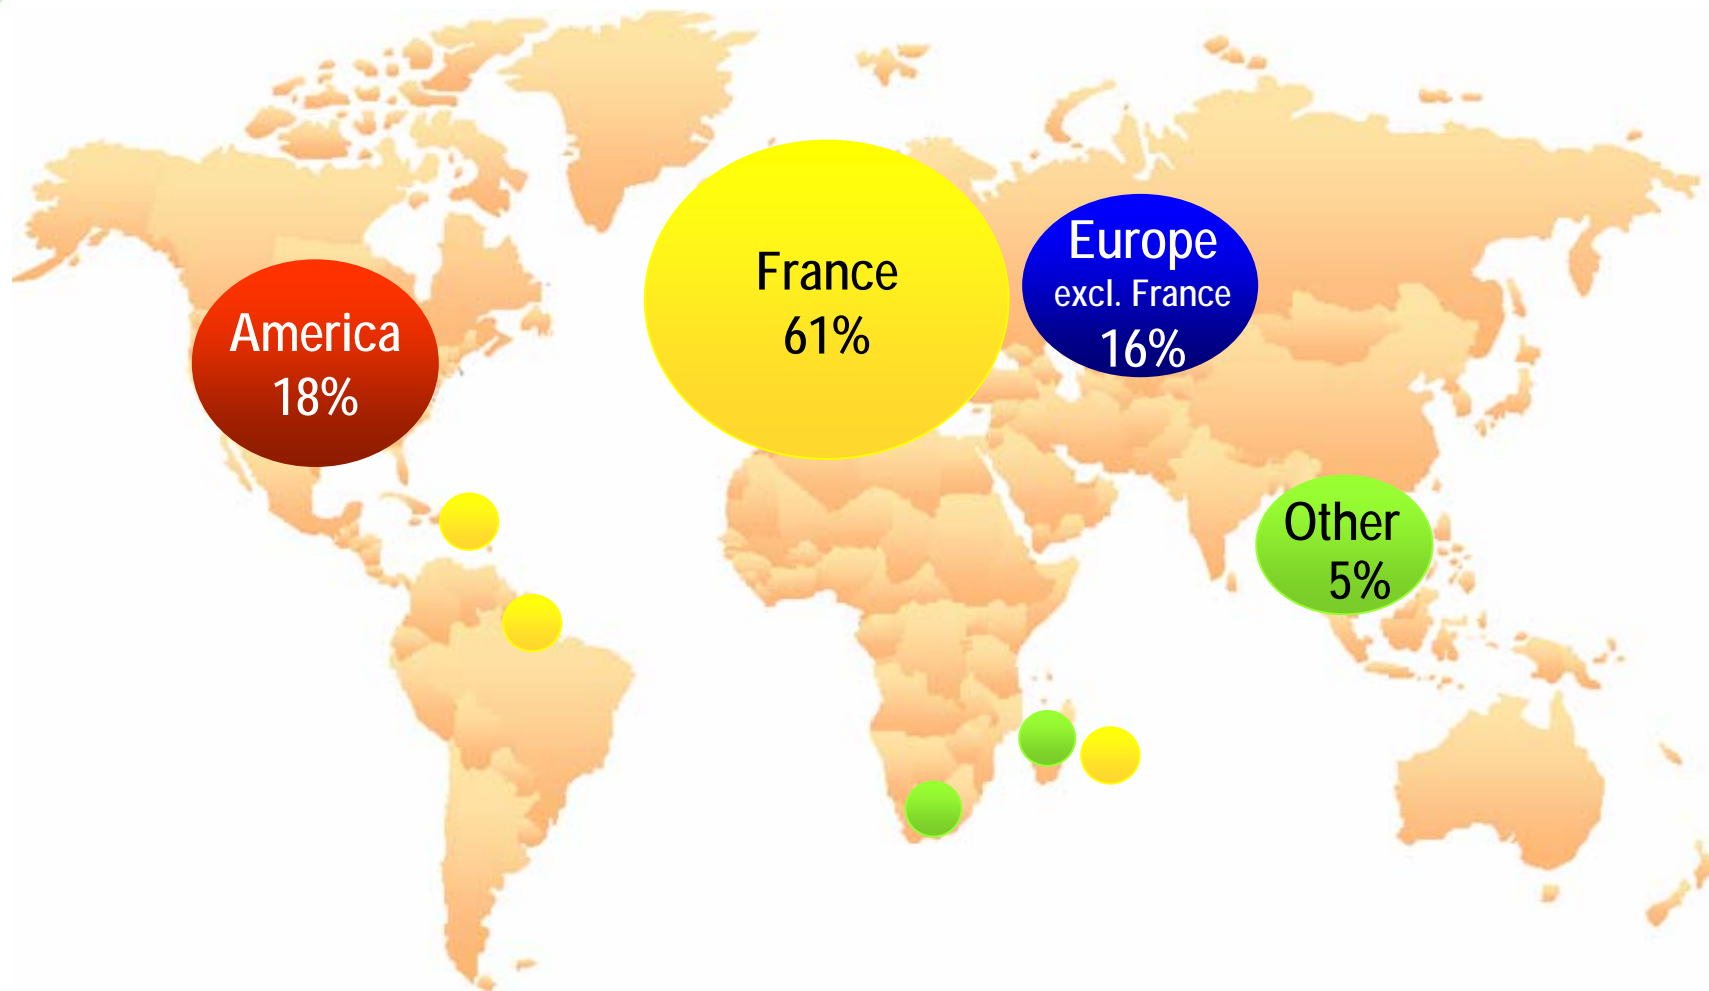 America
18%
France
61%
Europe
excl. France
16%
Other
5%